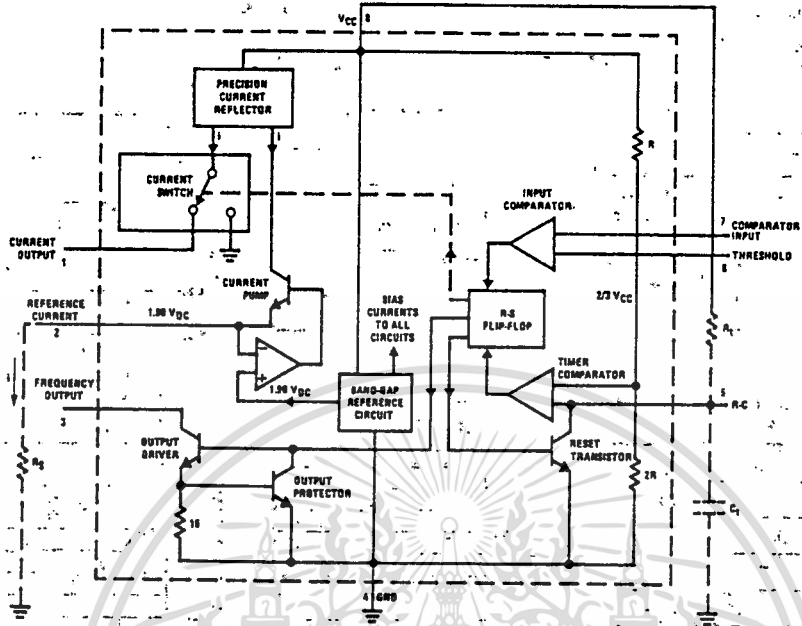 VCC 8
PRECISION
CURRENT
REFLECTOR
i i
R
CURRENT
SWITCH
INPUT
COMPARATOR
7 COMPARATOR
INPUT
THRESHOLD
6
CURRENT
OUTPUT
1
CURRENT
PUMP
BIAS
CURRENTS
TO ALL
CIRCUITS
2/3 VCC
REFERENCE
CURRENT
2
1.90 VDC
R-S
FLIP-FLOP
Rt
TIMER
COMPARATOR
i
−
+
1.90 VDC
BAND-GAP
REFERENCE
CIRCUIT
5 R-C
FREQUENCY
OUTPUT
3
OUTPUT
DRIVER
RESET
TRANSISTOR
RS
OUTPUT
PROTECTOR
2R
Ct
15
4 GND